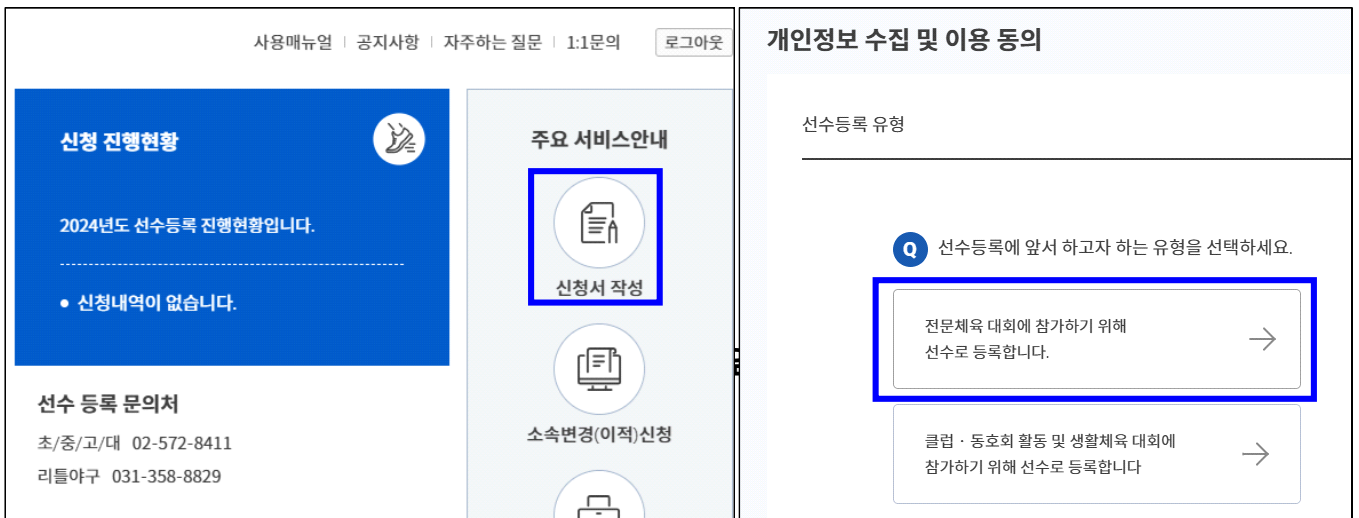 사용매뉴얼 공지사항 자주하는 질문 1:1문의 로그아웃
신청 진행현황
2024년도 선수등록 진행현황입니다.
• 신청내역이 없습니다.
선수 등록 문의처
초/중/고/대 02-572-8411
리틀야구 031-358-8829
주요 서비스안내
신청서 작성
소속변경(이적)신청
개인정보 수집 및 이용 동의
선수등록 유형
Q 선수등록에 앞서 하고자 하는 유형을 선택하세요.
전문체육 대회에 참가하기 위해
선수로 등록합니다.
클럽 · 동호회 활동 및 생활체육 대회에
참가하기 위해 선수로 등록합니다